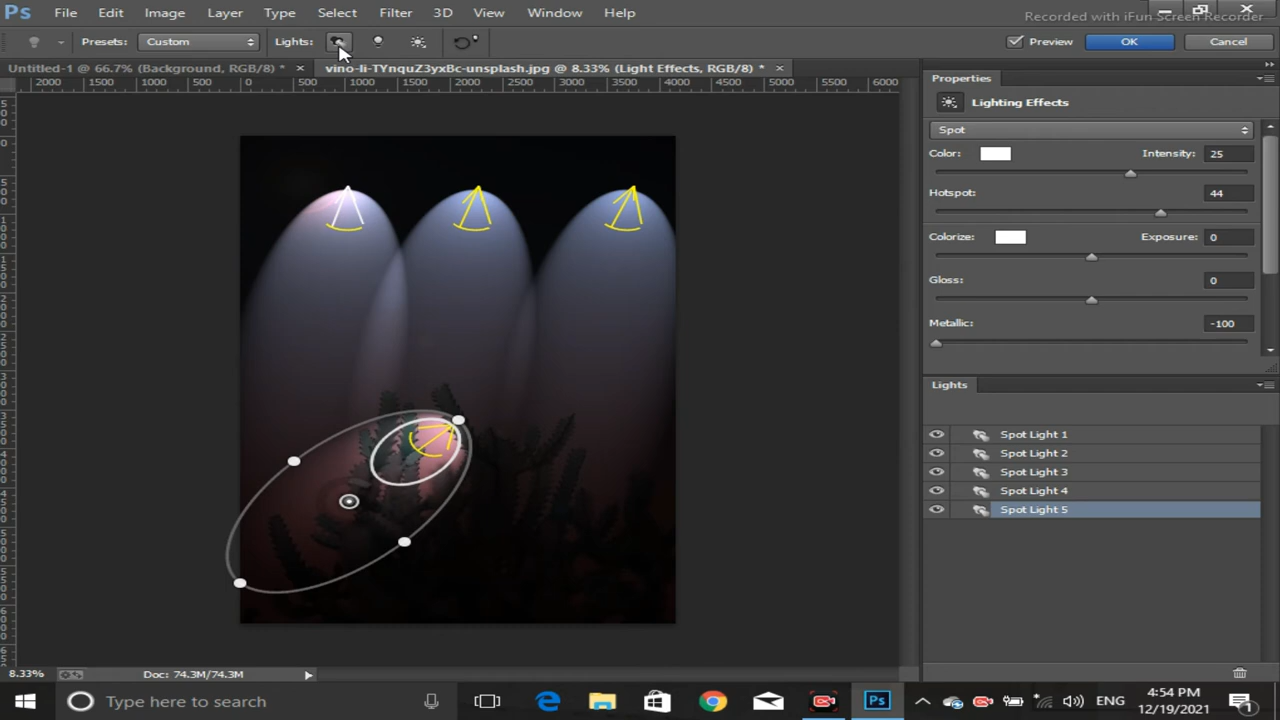 Ps File Edit Image Layer Type Select Filter 3D View Window Help
Recorded with iFun Screen Recorder
Presets: Custom Lights: Preview OK Cancel
Untitled-1 @ 66.7% (Background, RGB/8) * × vino-li-TYnquZ3yxBc-unsplash.jpg @ 8.33% (Light Effects, RGB/8) * ×
2000 1500 1000 500 0 500 1000 1500 2000 2500 3000 3500 4000 4500 5000 5500 6000
Properties
Lighting Effects
Spot
Color: Intensity: 25
Hotspot: 44
Colorize: Exposure: 0
Gloss: 0
Metallic: -100
Lights
Spot Light 1
Spot Light 2
Spot Light 3
Spot Light 4
Spot Light 5
8.33% Doc: 74.3M/74.3M
Type here to search
Ps
ENG
4:54 PM
12/19/2021
1